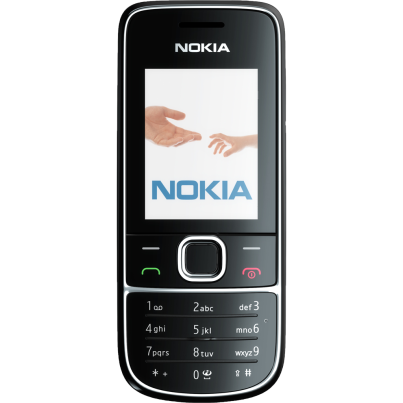 NOKIA
NOKIA
1 2abc def3
4ghi 5jkl mno6
7pqrs 8tuv wxyz9
*+ 0 #